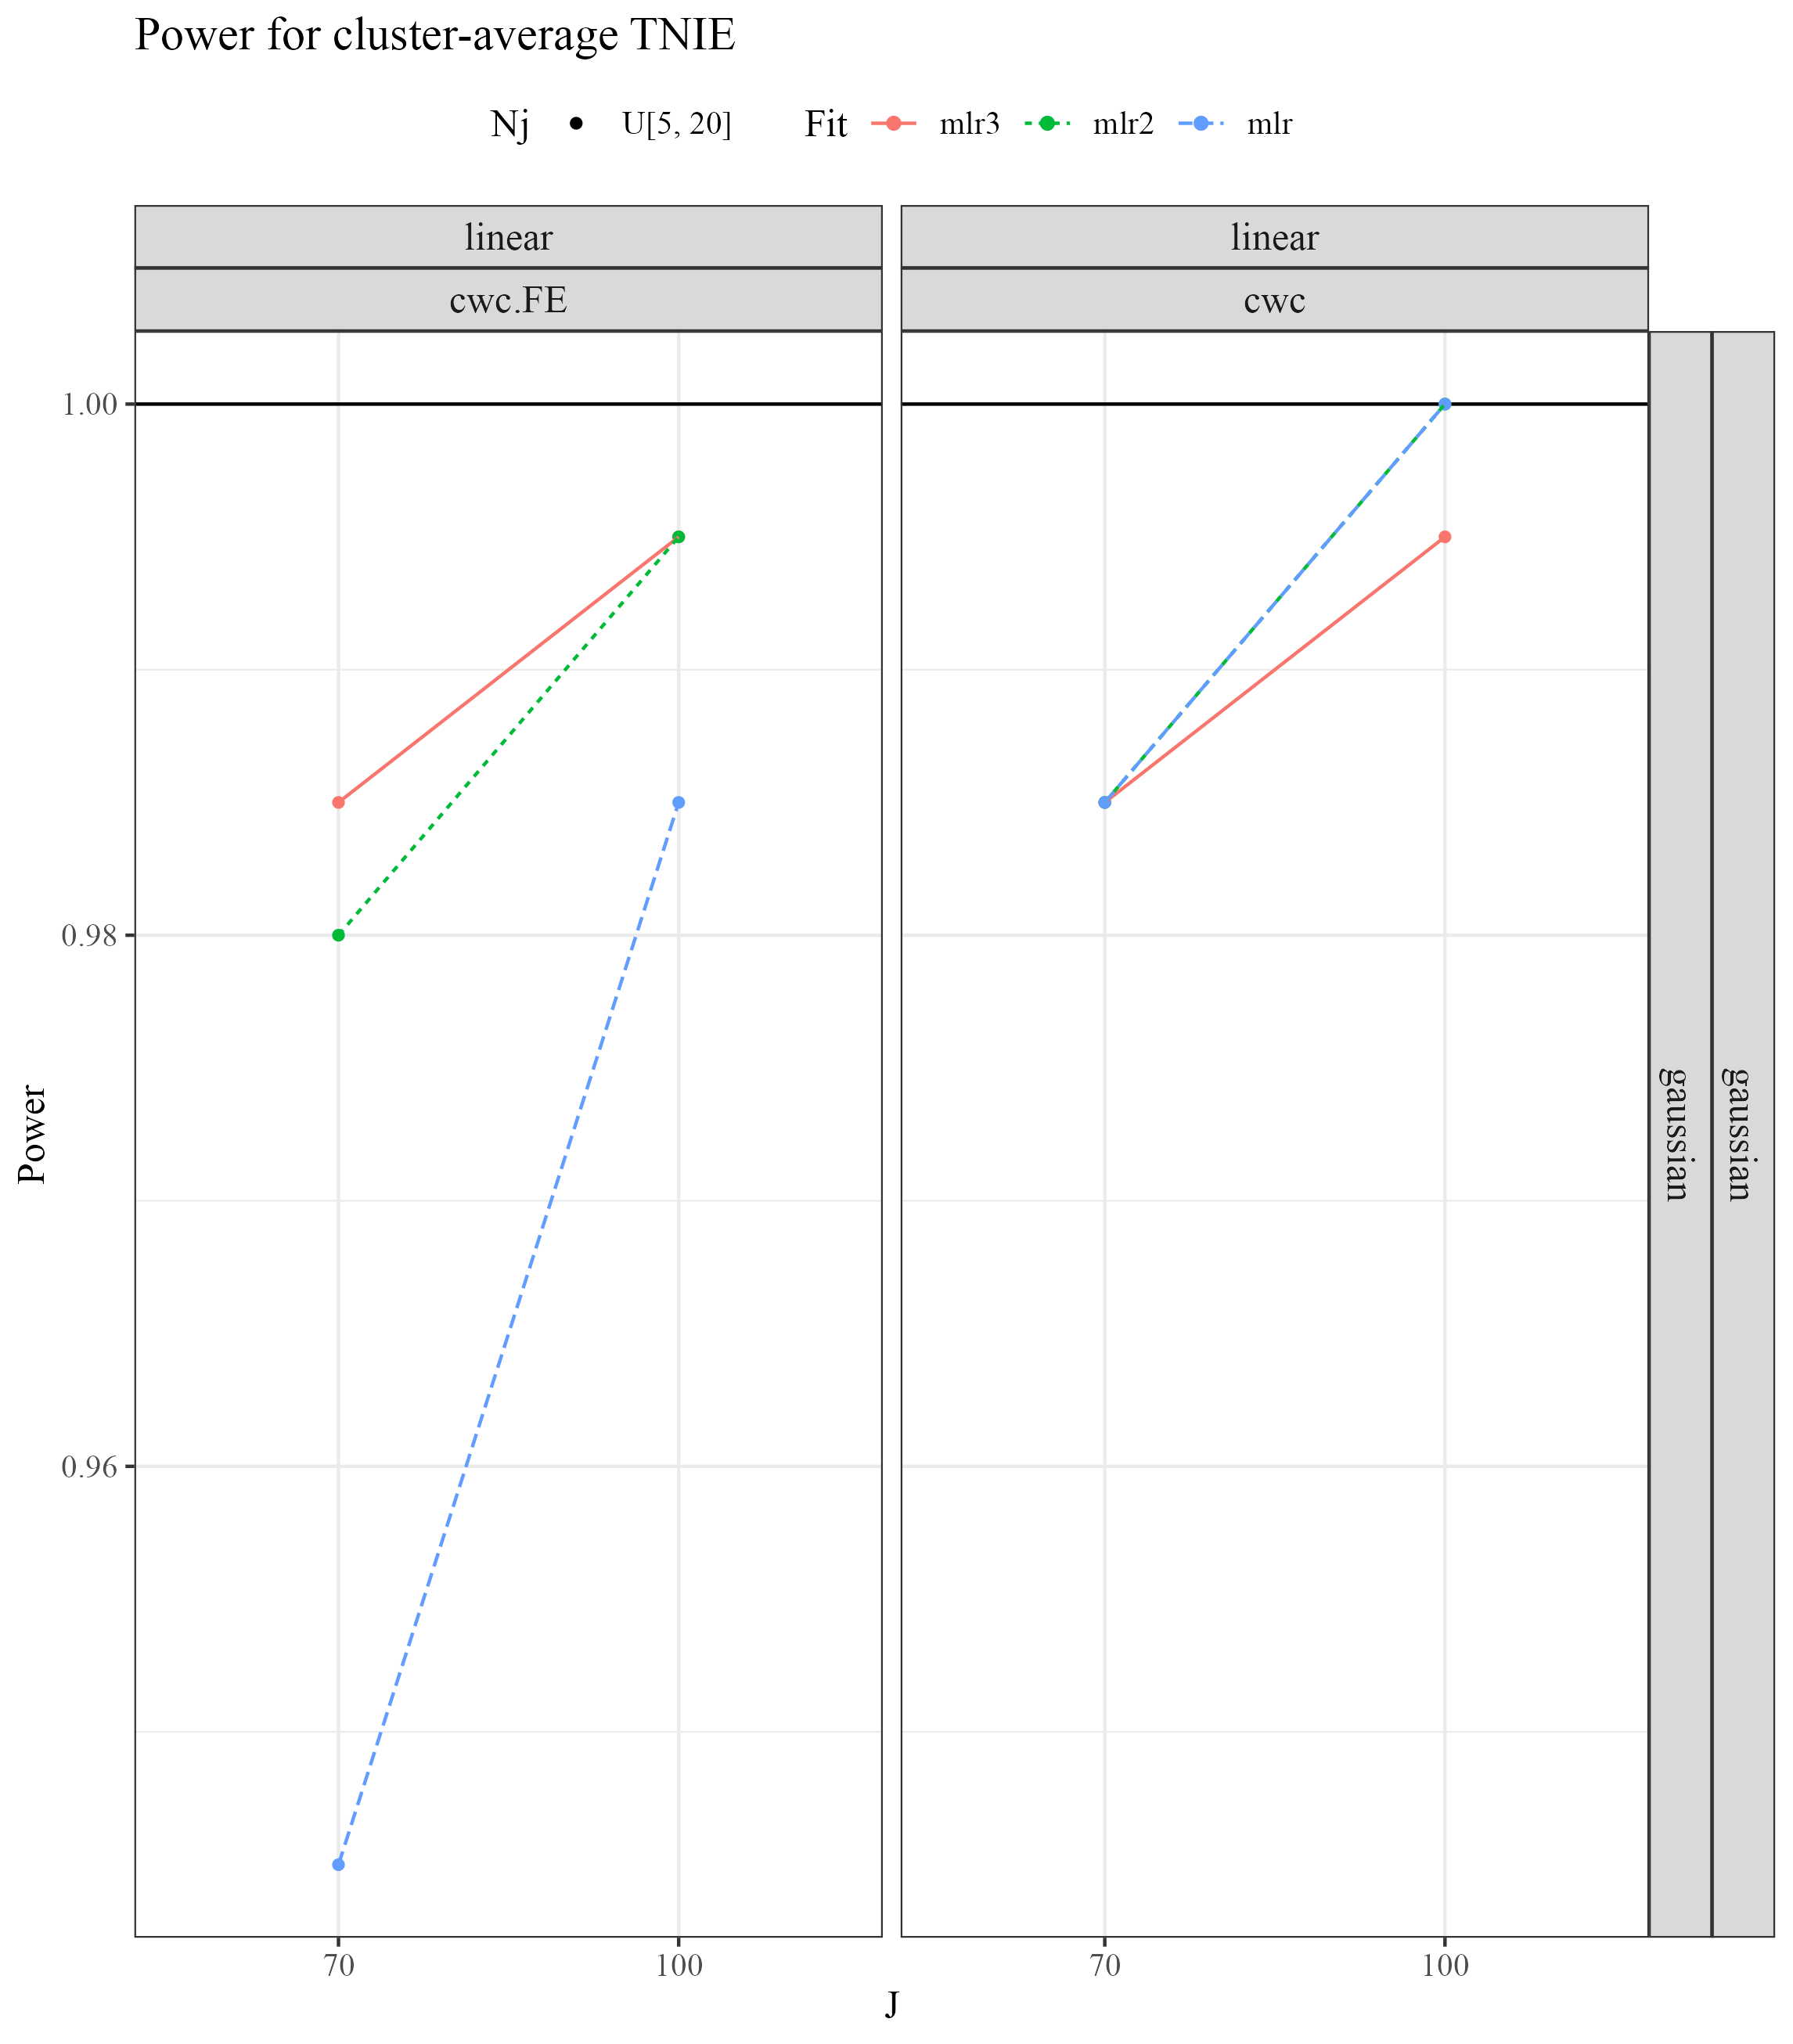 Power for cluster-average TNIE
Nj U[5, 20] Fit mlr3 mlr2 mlr
linear linear
cwc.FE cwc
1.00
0.98
0.96
Power
gaussian gaussian
70 100 70 100
J